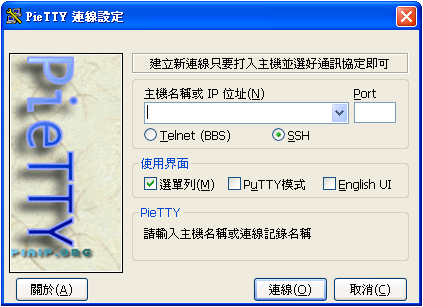 PieTTY 連線設定
PieTTY
PIAIP.ORG
建立新連線只要打入主機並選好通訊協定即可
主機名稱或 IP 位址(N) Port
Telnet (BBS) SSH
使用界面
選單列(M) PuTTY模式 English UI
PieTTY
請輸入主機名稱或連線記錄名稱
關於(A) 連線(O) 取消(C)